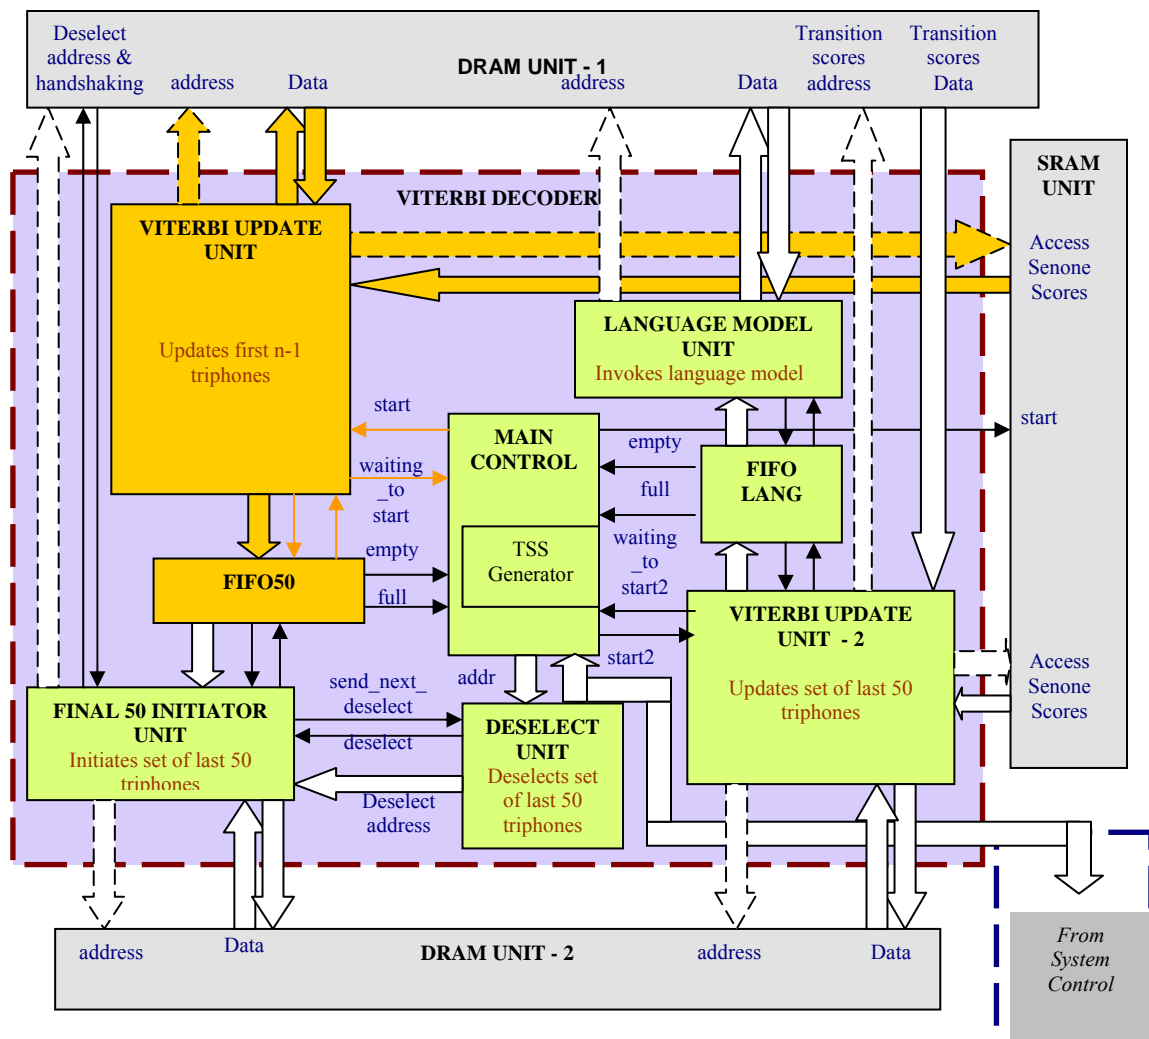 Deselect
address &
handshaking
address
Data
DRAM UNIT - 1
address
Data
Transition
scores
address
Transition
scores
Data
SRAM
UNIT
VITERBI DECODER
VITERBI UPDATE
UNIT
Updates first n-1
triphones
Access
Senone
Scores
LANGUAGE MODEL
UNIT
Invokes language model
start
MAIN
CONTROL
empty
start
waiting
_to
start
FIFO
LANG
full
TSS
Generator
waiting
_to
start2
empty
full
FIFO50
VITERBI UPDATE
UNIT - 2
Updates set of last 50
triphones
start2
addr
Access
Senone
Scores
send_next_
deselect
deselect
FINAL 50 INITIATOR
UNIT
Initiates set of last 50
triphones
DESELECT
UNIT
Deselects set
of last 50
triphones
Deselect
address
address
Data
DRAM UNIT - 2
address
Data
From
System
Control